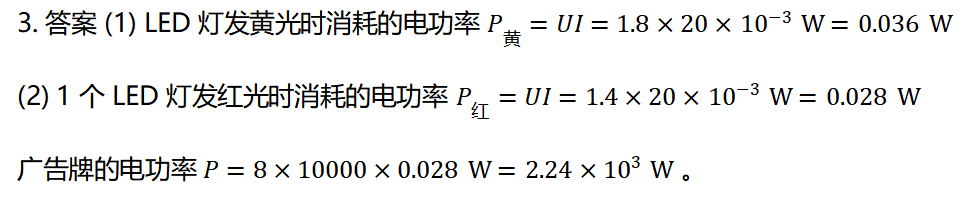 3. 答案 (1) LED 灯发黄光时消耗的电功率 P黄 = UI = 1.8 × 20 × 10⁻³ W = 0.036 W
(2) 1 个 LED 灯发红光时消耗的电功率 P红 = UI = 1.4 × 20 × 10⁻³ W = 0.028 W
广告牌的电功率 P = 8 × 10000 × 0.028 W = 2.24 × 10³ W 。